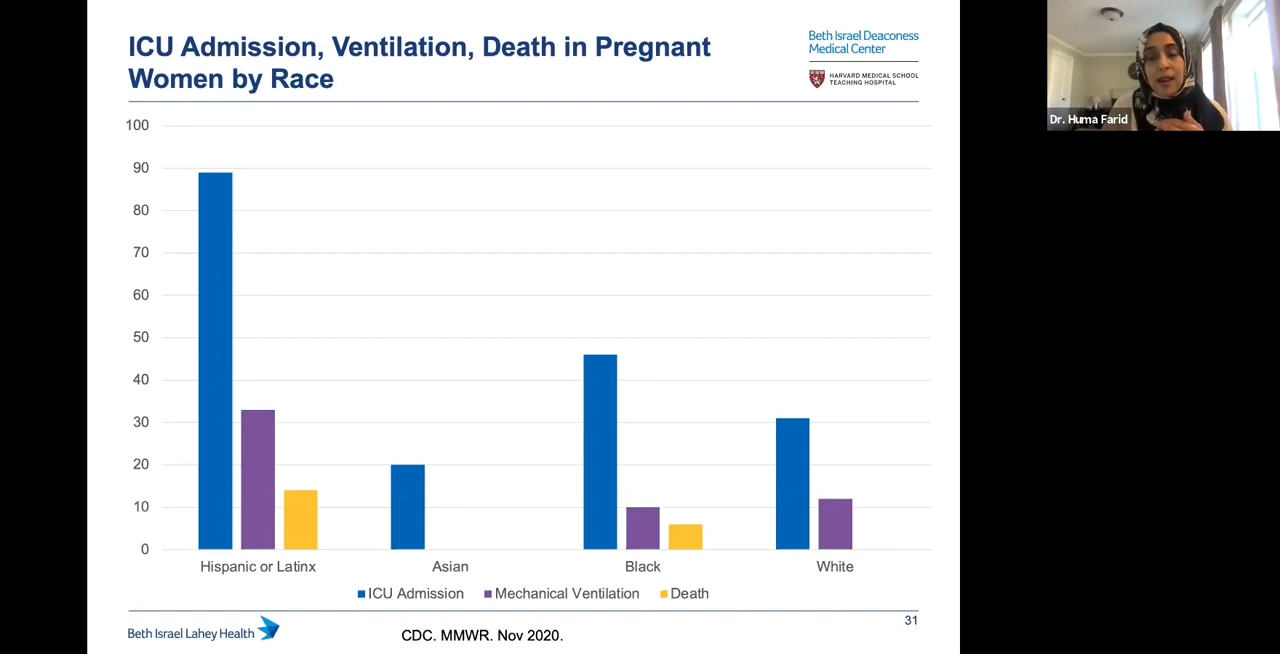 ICU Admission, Ventilation, Death in Pregnant
Women by Race
Beth Israel Deaconess
Medical Center
HARVARD MEDICAL SCHOOL
TEACHING HOSPITAL
Dr. Huma Farid
100
90
80
70
60
50
40
30
20
10
0
Hispanic or Latinx
Asian
Black
White
ICU Admission
Mechanical Ventilation
Death
Beth Israel Lahey Health
CDC. MMWR. Nov 2020.
31